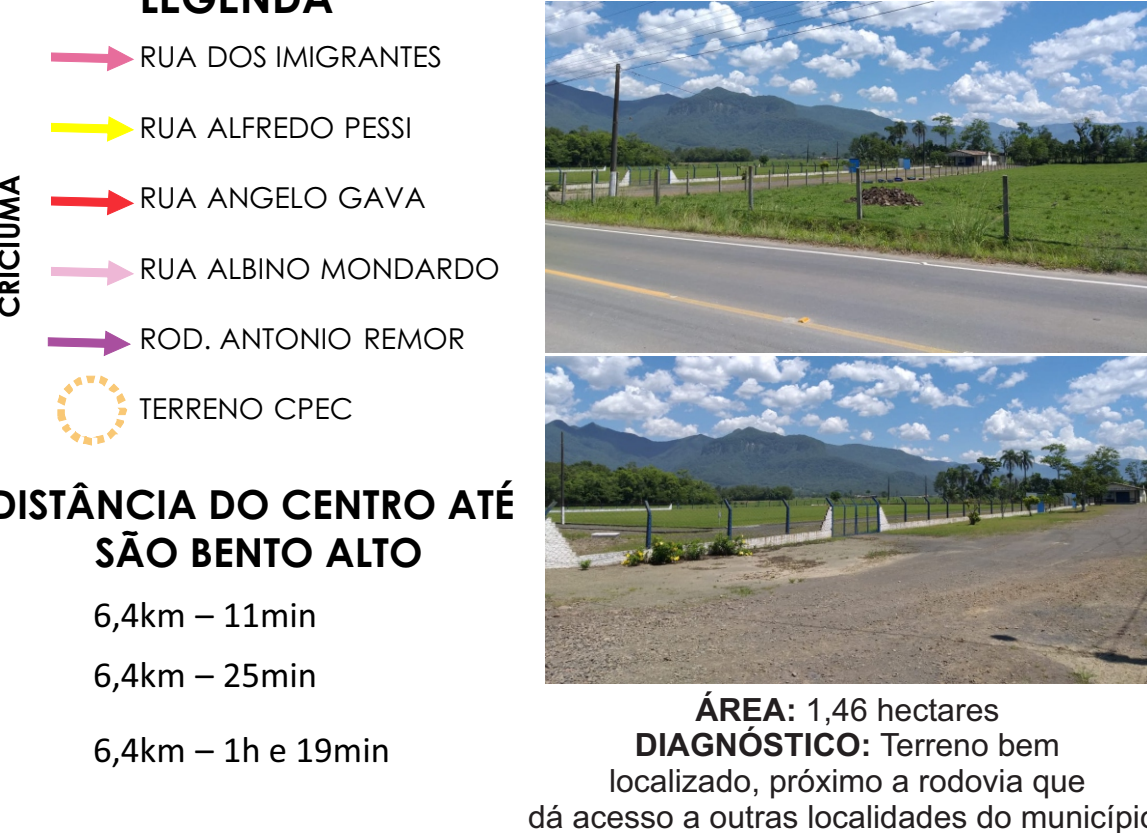 LEGENDA
RUA DOS IMIGRANTES
RUA ALFREDO PESSI
RUA ANGELO GAVA
RUA ALBINO MONDARDO
ROD. ANTONIO REMOR
TERRENO CPEC
CRICIUMA
DISTÂNCIA DO CENTRO ATÉ
SÃO BENTO ALTO
6,4km – 11min
6,4km – 25min
6,4km – 1h e 19min
ÁREA: 1,46 hectares
DIAGNÓSTICO: Terreno bem
localizado, próximo a rodovia que
dá acesso a outras localidades do município